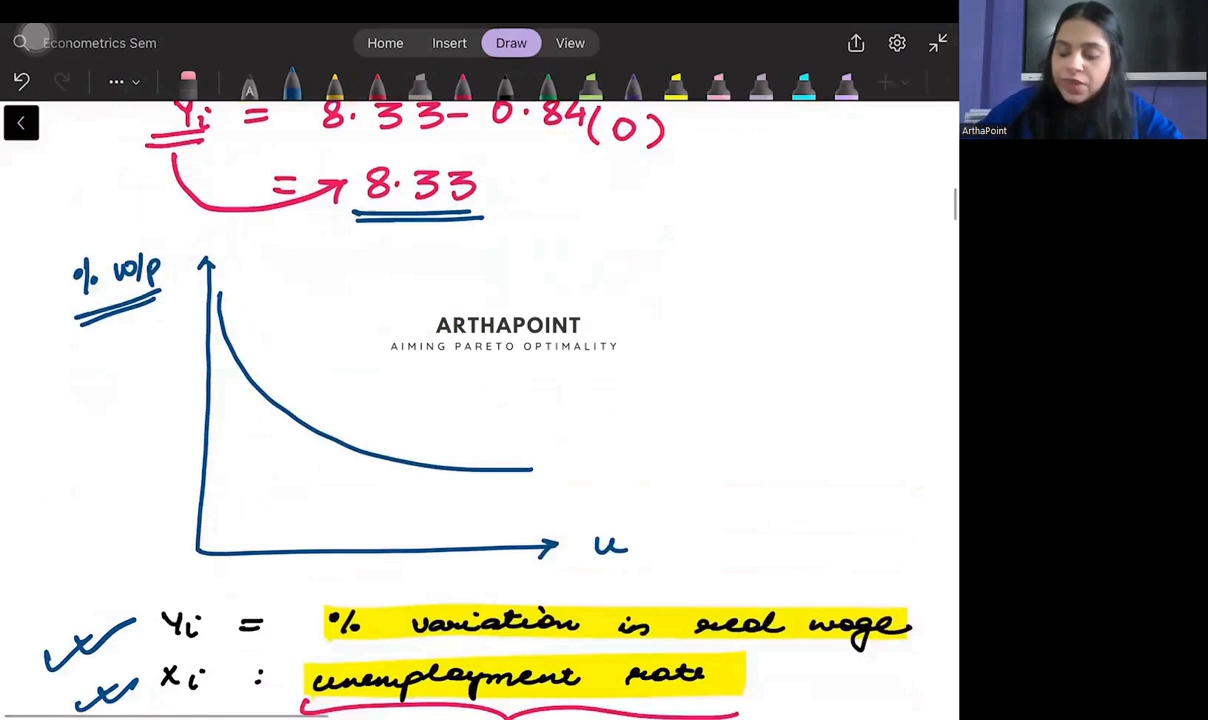 Econometrics Sem
Home Insert Draw View
A
Yi = 8.33 - 0.84(0)
= 8.33
% w/p
ARTHAPOINT
AIMING PARETO OPTIMALITY
u
Yi = % variation in real wage
Xi : unemployment rate
ArthaPoint